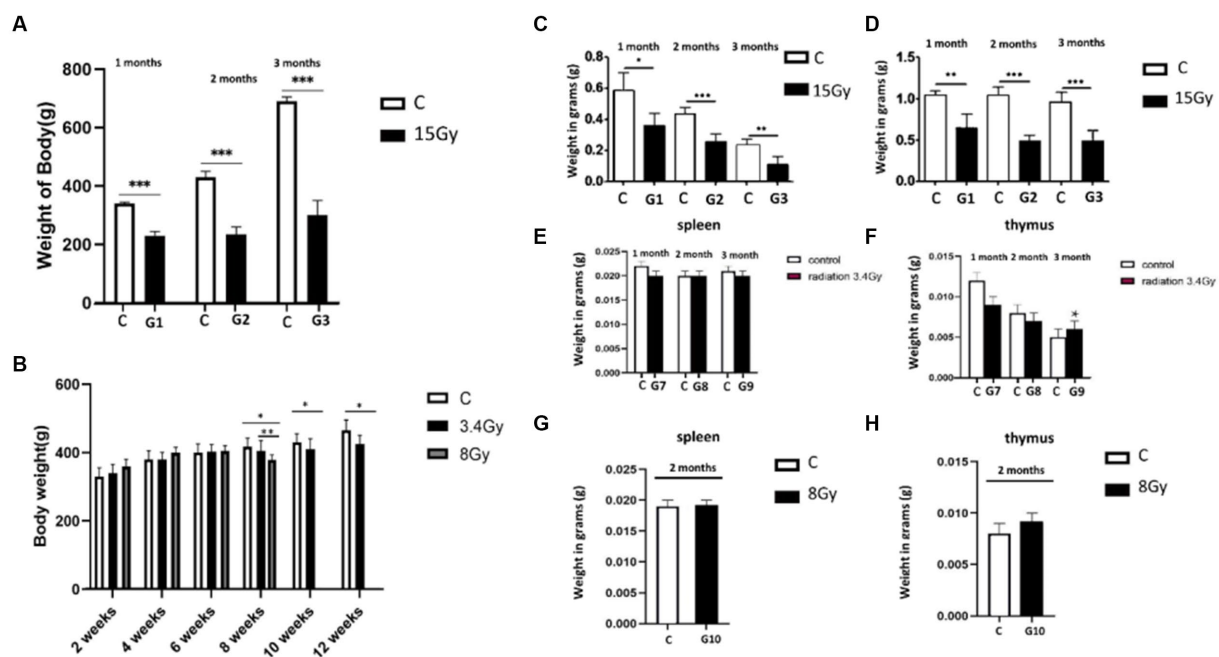 A
1 months
2 months
3 months
800
600
400
200
0
Weight of Body(g)
***
***
***
C
15Gy
C G1 C G2 C G3
B
600
400
200
0
Body weight(g)
*
**
*
*
C
3.4Gy
8Gy
2 weeks
4 weeks
6 weeks
8 weeks
10 weeks
12 weeks
C
1 month 2 months 3 months
0.8
0.6
0.4
0.2
0.0
Weight in grams (g)
*
***
**
C
15Gy
C G1 C G2 C G3
D
1 month 2 months 3 months
1.5
1.0
0.5
0.0
Weight in grams (g)
**
***
***
C
15Gy
C G1 C G2 C G3
E
spleen
1 month 2 month 3 month
0.025
0.020
0.015
0.010
0.005
0.000
Weight in grams (g)
control
radiation 3.4Gy
C G7 C G8 C G9
F
thymus
1 month 2 month 3 month
0.015
0.010
0.005
0.000
Weight in grams (g)
*
control
radiation 3.4Gy
C G7 C G8 C G9
G
spleen
2 months
0.025
0.020
0.015
0.010
0.005
0.000
Weight in grams (g)
C
8Gy
C G10
H
thymus
2 months
0.015
0.010
0.005
0.000
Weight in grams (g)
C
8Gy
C G10